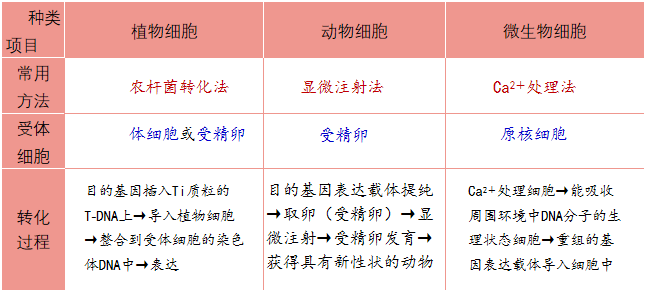 种类
项目
植物细胞
动物细胞
微生物细胞
常用
方法
农杆菌转化法
显微注射法
Ca²⁺处理法
受体
细胞
体细胞或受精卵
受精卵
原核细胞
转化
过程
目的基因插入Ti质粒的
T-DNA上→导入植物细胞
→整合到受体细胞的染色
体DNA中→表达
目的基因表达载体提纯
→取卵（受精卵）→显
微注射→受精卵发育→
获得具有新性状的动物
Ca²⁺处理细胞→能吸收
周围环境中DNA分子的生
理状态细胞→重组的基
因表达载体导入细胞中